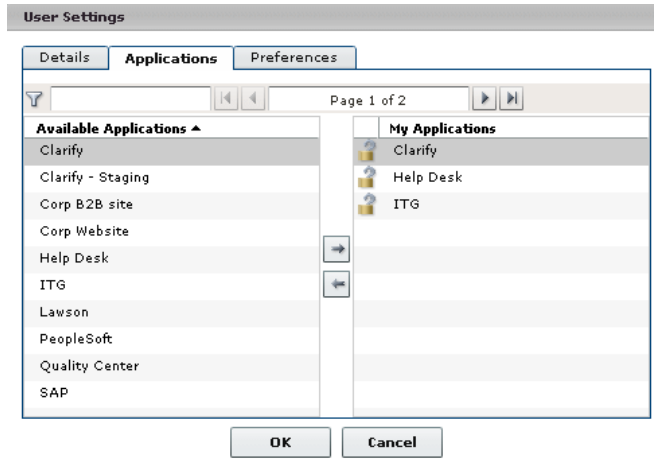 User Settings
Details Applications Preferences
Page 1 of 2
Available Applications
Clarify
Clarify - Staging
Corp B2B site
Corp Website
Help Desk
ITG
Lawson
PeopleSoft
Quality Center
SAP
My Applications
Clarify
Help Desk
ITG
OK Cancel